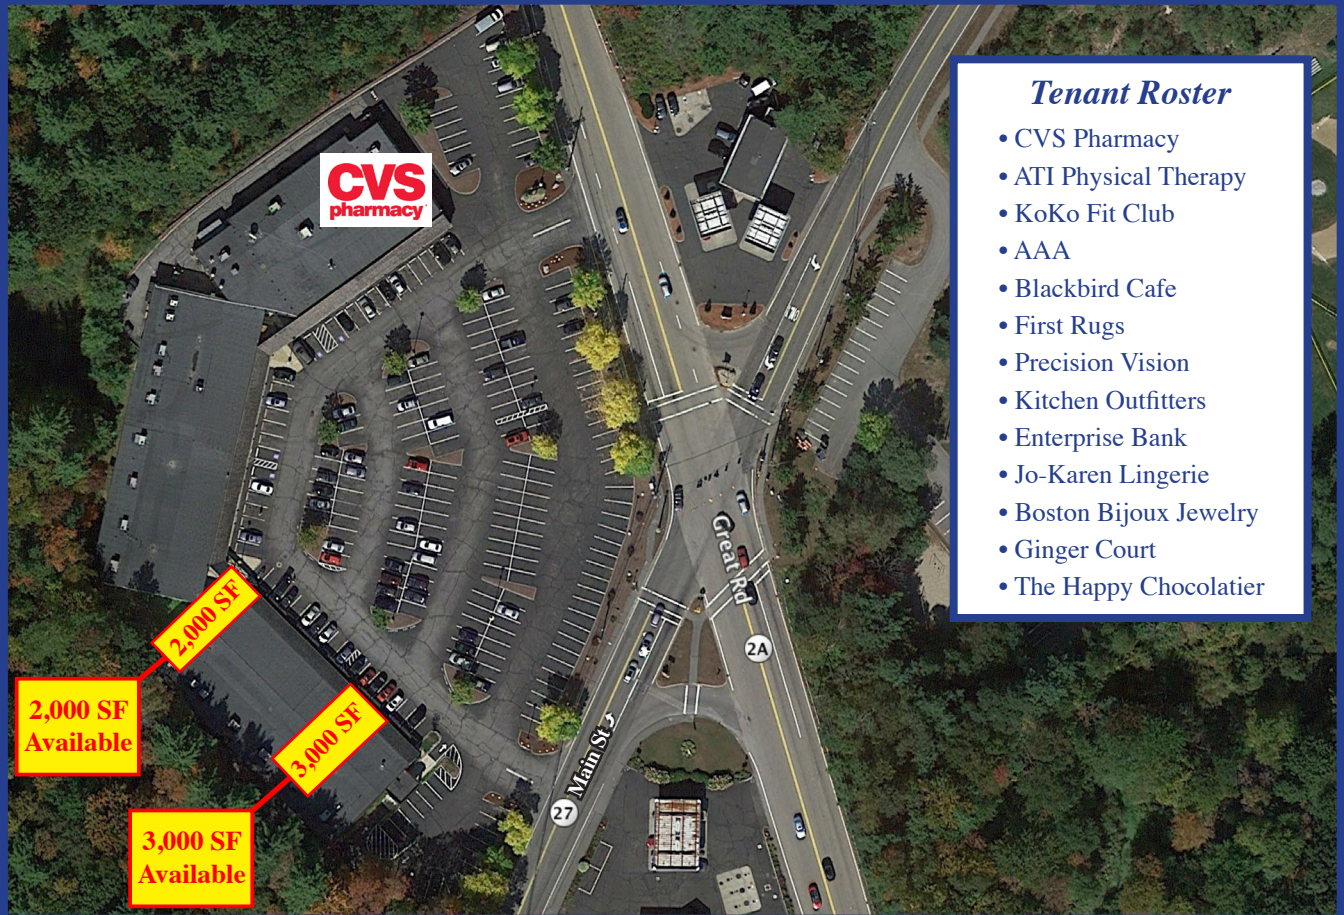 Tenant Roster
• CVS Pharmacy
• ATI Physical Therapy
• KoKo Fit Club
• AAA
• Blackbird Cafe
• First Rugs
• Precision Vision
• Kitchen Outfitters
• Enterprise Bank
• Jo-Karen Lingerie
• Boston Bijoux Jewelry
• Ginger Court
• The Happy Chocolatier
CVS
pharmacy
Great Rd
2A
Main St
27
2,000 SF
2,000 SF
Available
3,000 SF
3,000 SF
Available